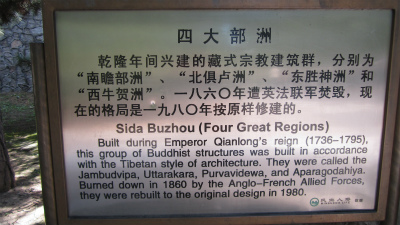 四大部洲
乾隆年间兴建的藏式宗教建筑群，分别为
“南瞻部洲”、“北俱卢洲”、“东胜神洲”和
“西牛贺洲”。一八六〇年遭英法联军焚毁，现
在的格局是一九八〇年按原样修建的。
Sida Buzhou (Four Great Regions)
Built during Emperor Qianlong's reign (1736–1795),
this group of Buddhist structures was built in accordance
with the Tibetan style of architecture. They were called the
Jambudvipa, Uttarakara, Purvavidewa, and Aparagodahiya.
Burned down in 1860 by the Anglo-French Allied Forces,
they were rebuilt to the original design in 1980.